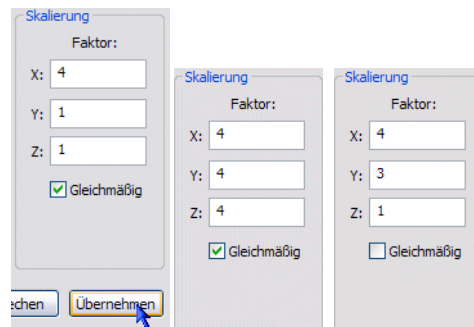 Skalierung
Faktor:
X: 4
Y: 1
Z: 1
Gleichmäßig
echen
Übernehmen
Skalierung
Faktor:
X: 4
Y: 4
Z: 4
Gleichmäßig
Skalierung
Faktor:
X: 4
Y: 3
Z: 1
Gleichmäßig